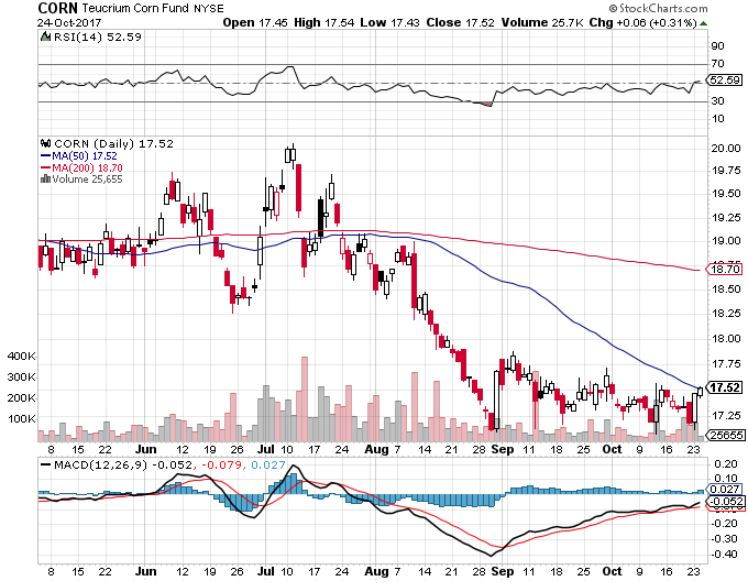 CORN Teucrium Corn Fund NYSE © StockCharts.com
24-Oct-2017 Open 17.45 High 17.54 Low 17.43 Close 17.52 Volume 25.7K Chg +0.06 (+0.31%)
RSI(14) 52.59
90
70
52.59
30
10
CORN (Daily) 17.52
MA(50) 17.52
MA(200) 18.70
Volume 25,655
20.00
19.75
19.50
19.25
19.00
18.70
18.50
18.25
18.00
17.75
17.52
17.25
25655
400K
300K
200K
100K
8 15 22 Jun 12 19 26 Jul 10 17 24 Aug 7 14 21 28 Sep 11 18 25 Oct 9 16 23
MACD(12,26,9) -0.052, -0.079, 0.027
0.20
0.10
0.027
-0.052
-0.20
-0.30
-0.40
8 15 22 Jun 12 19 26 Jul 10 17 24 Aug 7 14 21 28 Sep 11 18 25 Oct 9 16 23